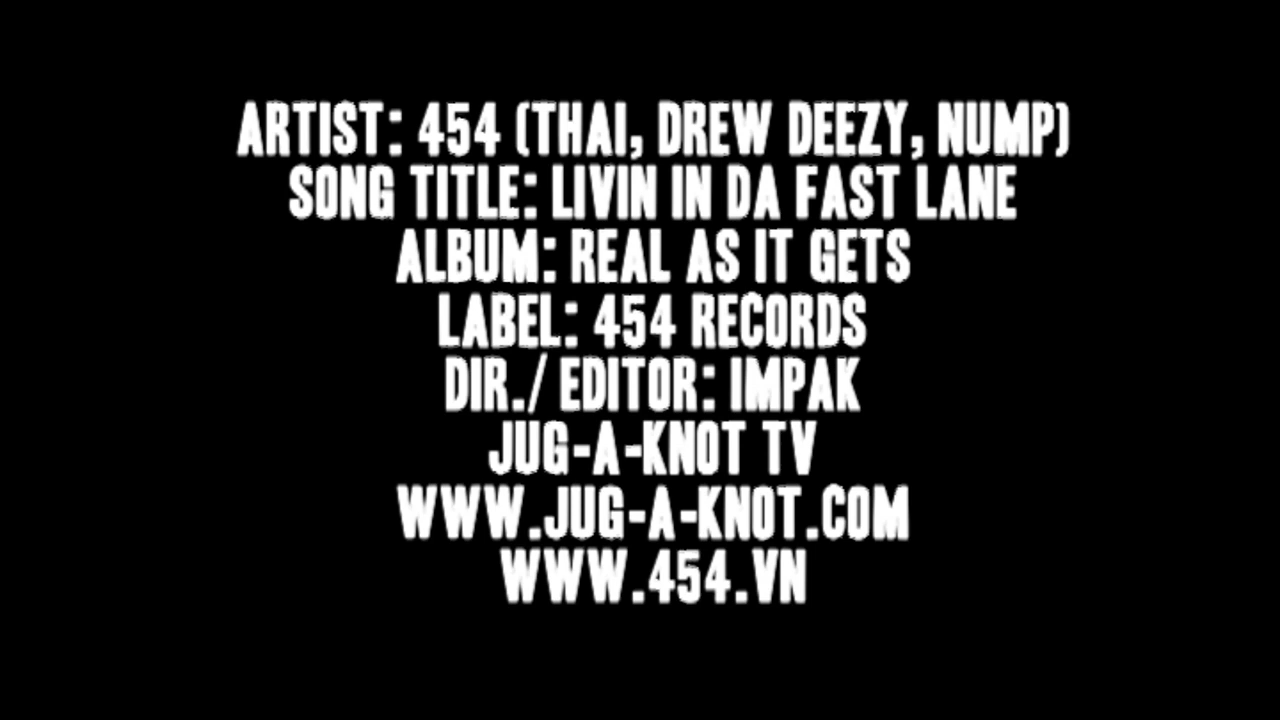 ARTIST: 454 (THAI, DREW DEEZY, NUMP)
SONG TITLE: LIVIN IN DA FAST LANE
ALBUM: REAL AS IT GETS
LABEL: 454 RECORDS
DIR./ EDITOR: IMPAK
JUG-A-KNOT TV
WWW.JUG-A-KNOT.COM
WWW.454.VN